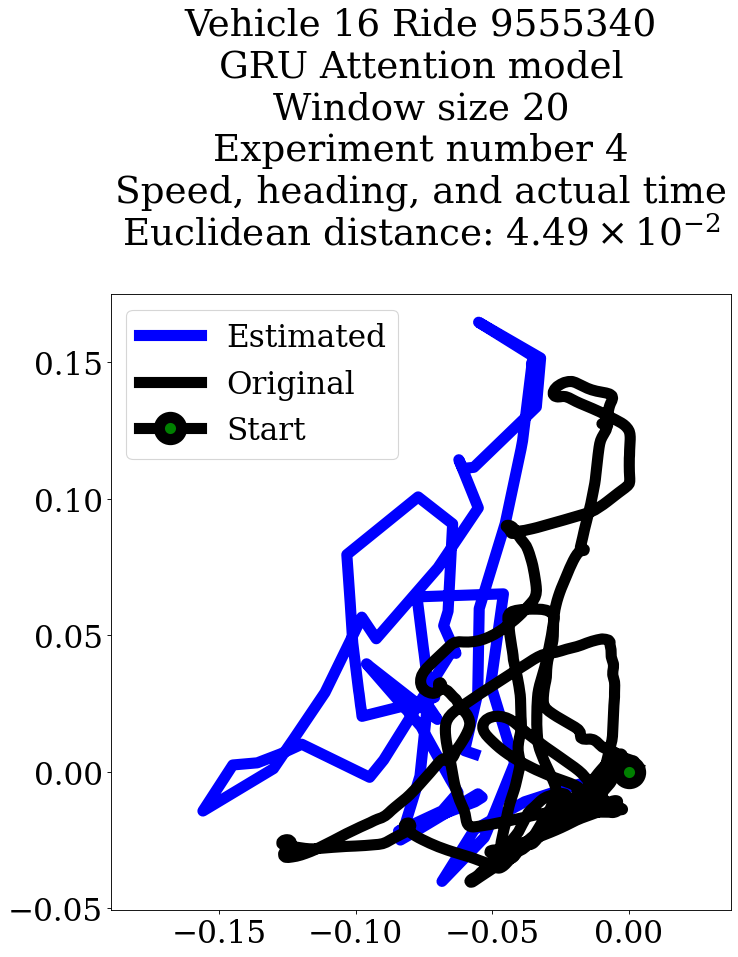 Vehicle 16 Ride 9555340
GRU Attention model
Window size 20
Experiment number 4
Speed, heading, and actual time
Euclidean distance: 4.49 × 10⁻²
Estimated
Original
Start
0.15
0.10
0.05
0.00
−0.05
−0.15 −0.10 −0.05 0.00